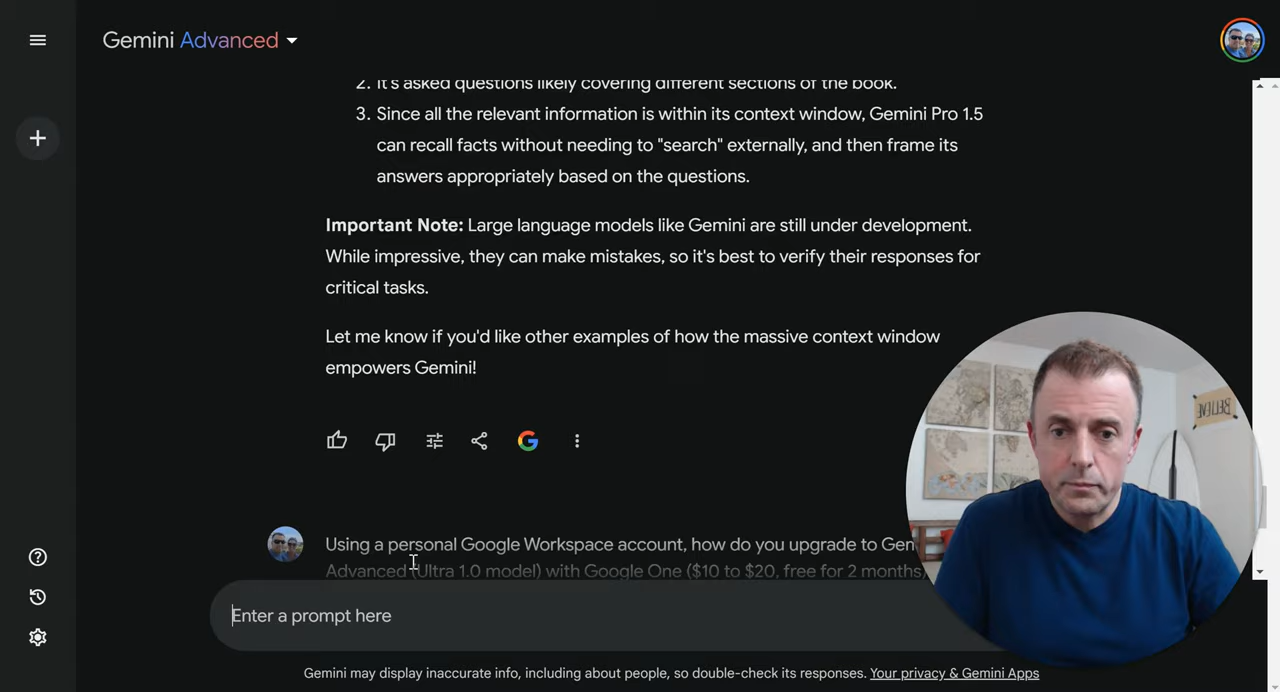 Gemini Advanced
2. It's asked questions likely covering different sections of the book.
3. Since all the relevant information is within its context window, Gemini Pro 1.5
can recall facts without needing to "search" externally, and then frame its
answers appropriately based on the questions.
Important Note: Large language models like Gemini are still under development.
While impressive, they can make mistakes, so it's best to verify their responses for
critical tasks.
Let me know if you'd like other examples of how the massive context window
empowers Gemini!
BELIEVE
Using a personal Google Workspace account, how do you upgrade to Gen
Advanced (Ultra 1.0 model) with Google One ($10 to $20, free for 2 months,
Enter a prompt here
Gemini may display inaccurate info, including about people, so double-check its responses. Your privacy & Gemini Apps